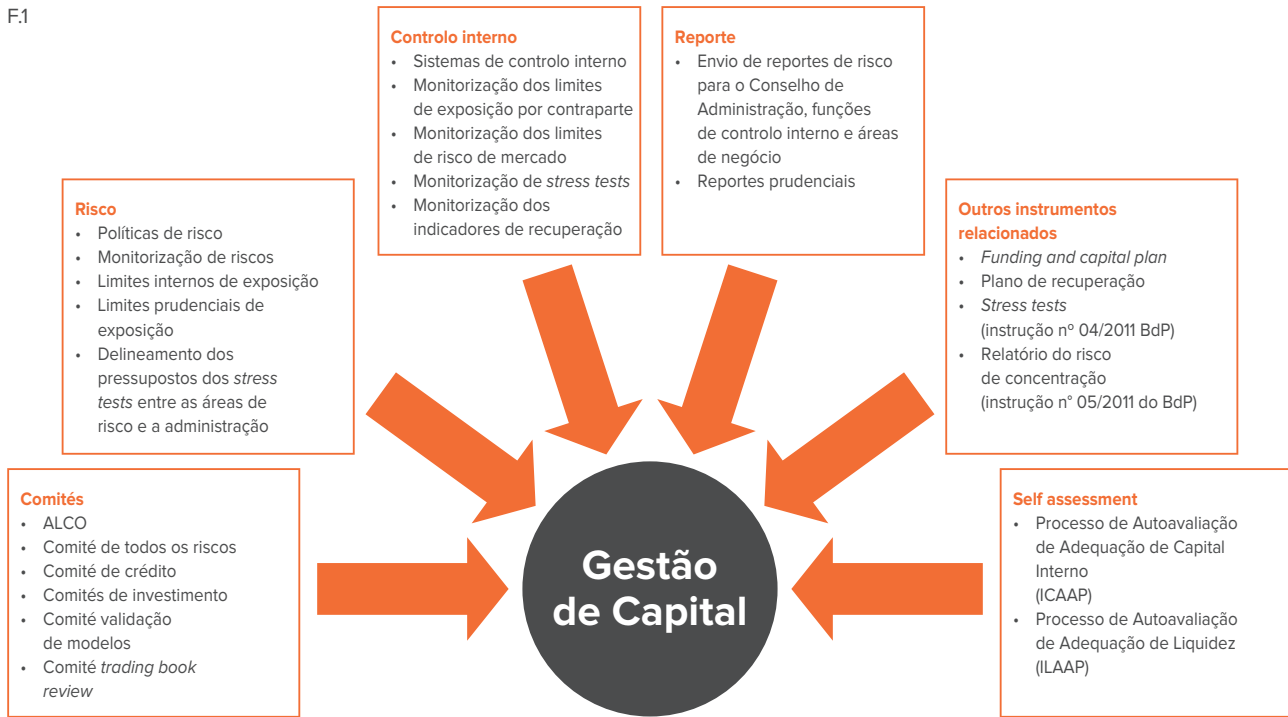 F.1
Controlo interno
• Sistemas de controlo interno
• Monitorização dos limites
de exposição por contraparte
• Monitorização dos limites
de risco de mercado
• Monitorização de stress tests
• Monitorização dos
indicadores de recuperação
Reporte
• Envio de reportes de risco
para o Conselho de
Administração, funções
de controlo interno e áreas
de negócio
• Reportes prudenciais
Risco
• Políticas de risco
• Monitorização de riscos
• Limites internos de exposição
• Limites prudenciais de
exposição
• Delineamento dos
pressupostos dos stress
tests entre as áreas de
risco e a administração
Outros instrumentos
relacionados
• Funding and capital plan
• Plano de recuperação
• Stress tests
(instrução nº 04/2011 BdP)
• Relatório do risco
de concentração
(instrução n° 05/2011 do BdP)
Comités
• ALCO
• Comité de todos os riscos
• Comité de crédito
• Comités de investimento
• Comité validação
de modelos
• Comité trading book
review
Gestão
de Capital
Self assessment
• Processo de Autoavaliação
de Adequação de Capital
Interno
(ICAAP)
• Processo de Autoavaliação
de Adequação de Liquidez
(ILAAP)